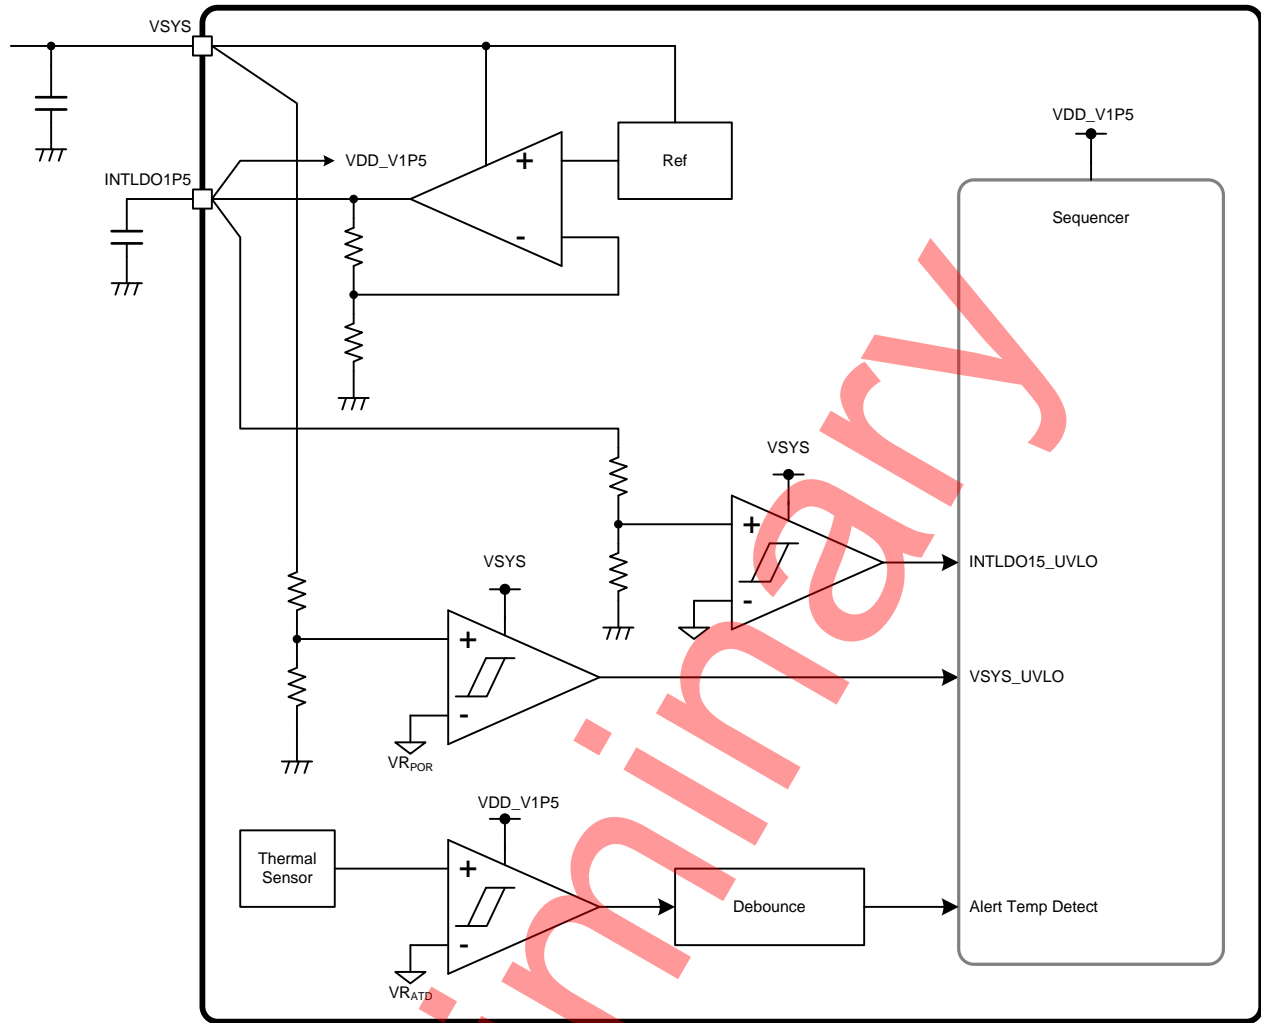 VSYS
VDD_V1P5
VDD_V1P5
+
Ref
INTLDO1P5
Sequencer
-
VSYS
+
VSYS
INTLDO15_UVLO
-
+
VSYS_UVLO
-
VRPOR
VDD_V1P5
Thermal
Sensor
+
Debounce
Alert Temp Detect
-
VRATD
iminary